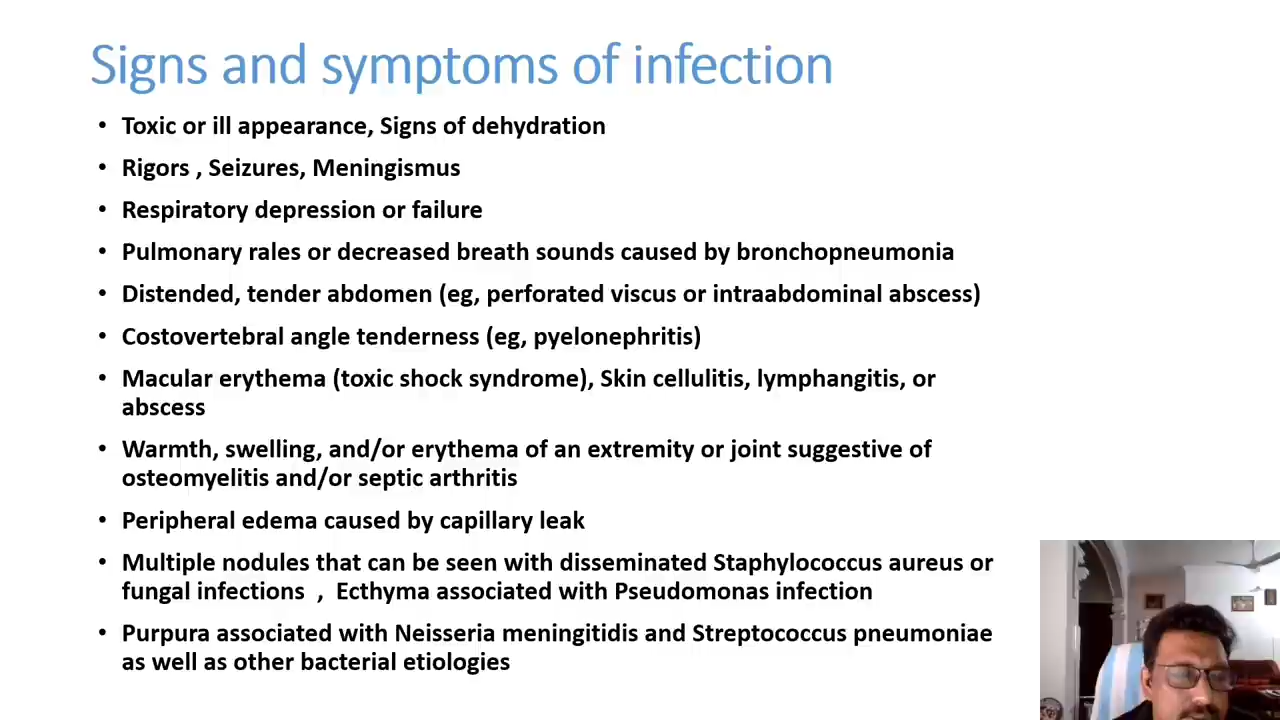 Signs and symptoms of infection
• Toxic or ill appearance, Signs of dehydration
• Rigors , Seizures, Meningismus
• Respiratory depression or failure
• Pulmonary rales or decreased breath sounds caused by bronchopneumonia
• Distended, tender abdomen (eg, perforated viscus or intraabdominal abscess)
• Costovertebral angle tenderness (eg, pyelonephritis)
• Macular erythema (toxic shock syndrome), Skin cellulitis, lymphangitis, or
abscess
• Warmth, swelling, and/or erythema of an extremity or joint suggestive of
osteomyelitis and/or septic arthritis
• Peripheral edema caused by capillary leak
• Multiple nodules that can be seen with disseminated Staphylococcus aureus or
fungal infections , Ecthyma associated with Pseudomonas infection
• Purpura associated with Neisseria meningitidis and Streptococcus pneumoniae
as well as other bacterial etiologies